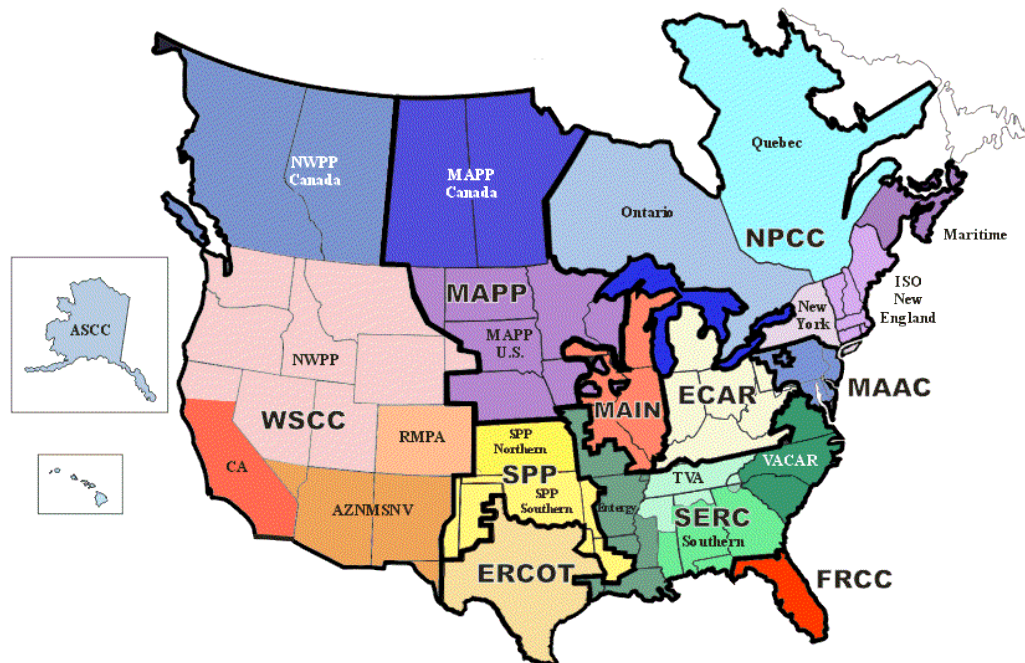 Quebec
NWPP
Canada
MAPP
Canada
Ontario
NPCC
Maritime
ISO
New
England
MAPP
New
York
ASCC
MAPP
U.S.
NWPP
MAAC
ECAR
MAIN
WSCC
RMPA
SPP
Northern
VACAR
CA
SPP
TVA
SPP
Southern
AZNMSNV
Entergy
SERC
Southern
ERCOT
FRCC